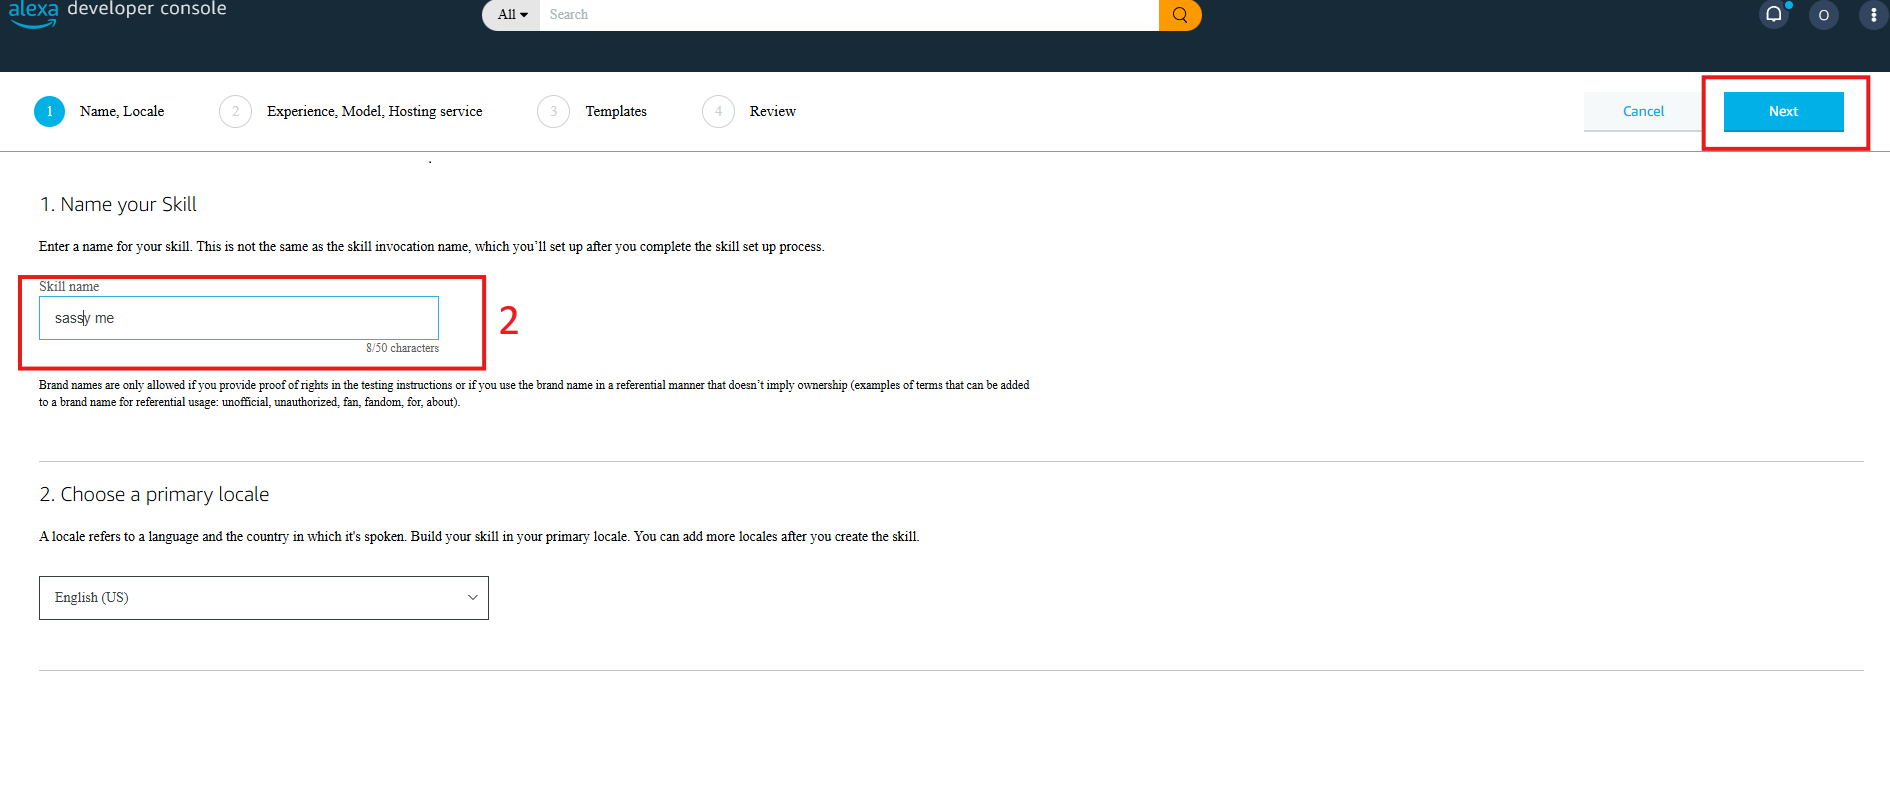 alexa developer console
All
Search
O
1 Name, Locale
2 Experience, Model, Hosting service
3 Templates
4 Review
Cancel
Next
1. Name your Skill
Enter a name for your skill. This is not the same as the skill invocation name, which you’ll set up after you complete the skill set up process.
Skill name
sassy me
2
8/50 characters
Brand names are only allowed if you provide proof of rights in the testing instructions or if you use the brand name in a referential manner that doesn’t imply ownership (examples of terms that can be added
to a brand name for referential usage: unofficial, unauthorized, fan, fandom, for, about).
2. Choose a primary locale
A locale refers to a language and the country in which it's spoken. Build your skill in your primary locale. You can add more locales after you create the skill.
English (US)